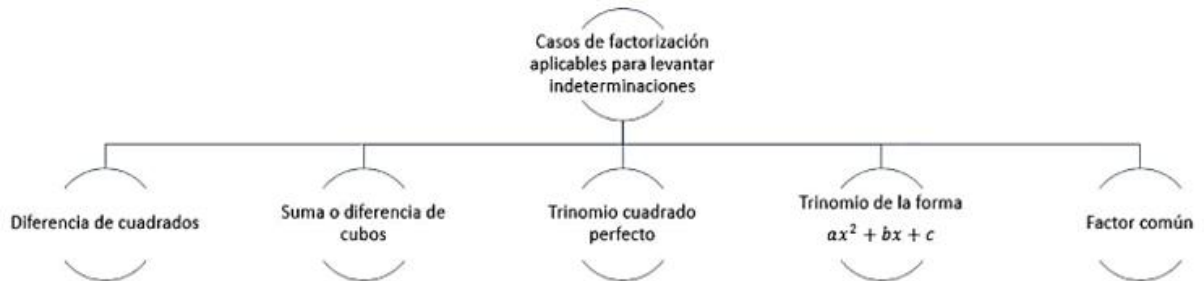 Casos de factorización
aplicables para levantar
indeterminaciones
Diferencia de cuadrados
Suma o diferencia de
cubos
Trinomio cuadrado
perfecto
Trinomio de la forma
ax² + bx + c
Factor común